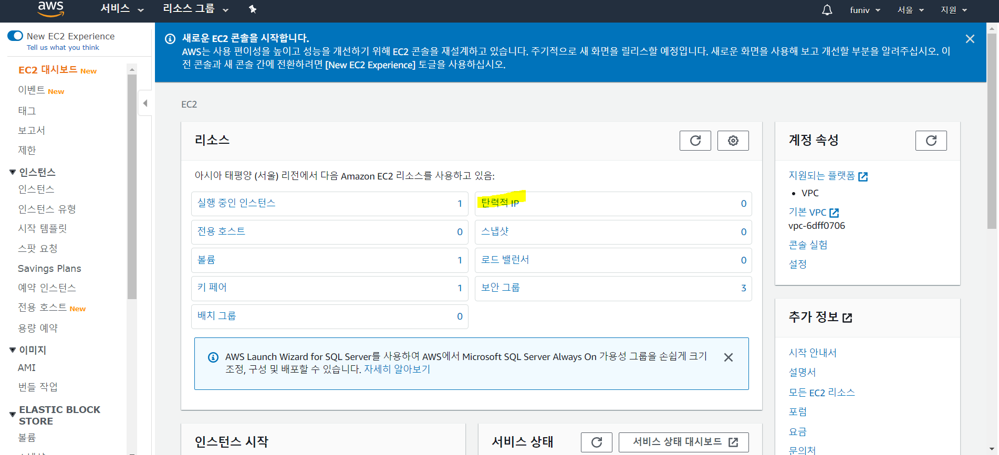 aws
서비스
리소스 그룹
funiv
서울
지원
New EC2 Experience
Tell us what you think
EC2 대시보드 New
이벤트 New
태그
보고서
제한
인스턴스
인스턴스
인스턴스 유형
시작 템플릿
스팟 요청
Savings Plans
예약 인스턴스
전용 호스트 New
용량 예약
이미지
AMI
번들 작업
ELASTIC BLOCK
STORE
볼륨
새로운 EC2 콘솔을 시작합니다.
AWS는 사용 편이성을 높이고 성능을 개선하기 위해 EC2 콘솔을 재설계하고 있습니다. 주기적으로 새 화면을 릴리스할 예정입니다. 새로운 화면을 사용해 보고 개선할 부분을 알려주십시오. 이
전 콘솔과 새 콘솔 간에 전환하려면 [New EC2 Experience] 토글을 사용하십시오.
EC2
리소스
아시아 태평양 (서울) 리전에서 다음 Amazon EC2 리소스를 사용하고 있음:
실행 중인 인스턴스 1
탄력적 IP 0
전용 호스트 0
스냅샷 0
볼륨 1
로드 밸런서 0
키 페어 1
보안 그룹 3
배치 그룹 0
AWS Launch Wizard for SQL Server를 사용하여 AWS에서 Microsoft SQL Server Always On 가용성 그룹을 손쉽게 크기
조정, 구성 및 배포할 수 있습니다. 자세히 알아보기
인스턴스 시작
서비스 상태
서비스 상태 대시보드
계정 속성
지원되는 플랫폼
• VPC
기본 VPC
vpc-6dff0706
콘솔 실험
설정
추가 정보
시작 안내서
설명서
모든 EC2 리소스
포럼
요금
문의처